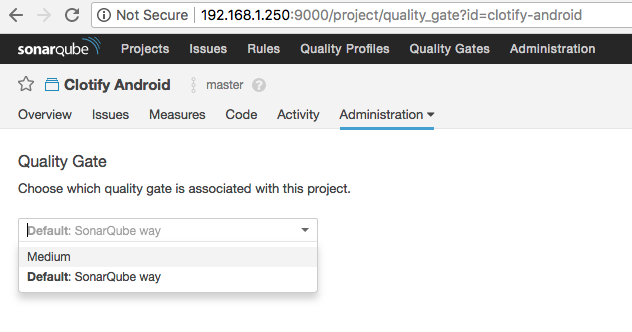 Not Secure | 192.168.1.250:9000/project/quality_gate?id=clotify-android
sonarqube Projects Issues Rules Quality Profiles Quality Gates Administration
Clotify Android master ?
Overview Issues Measures Code Activity Administration
Quality Gate
Choose which quality gate is associated with this project.
Default: SonarQube way
Medium
Default: SonarQube way